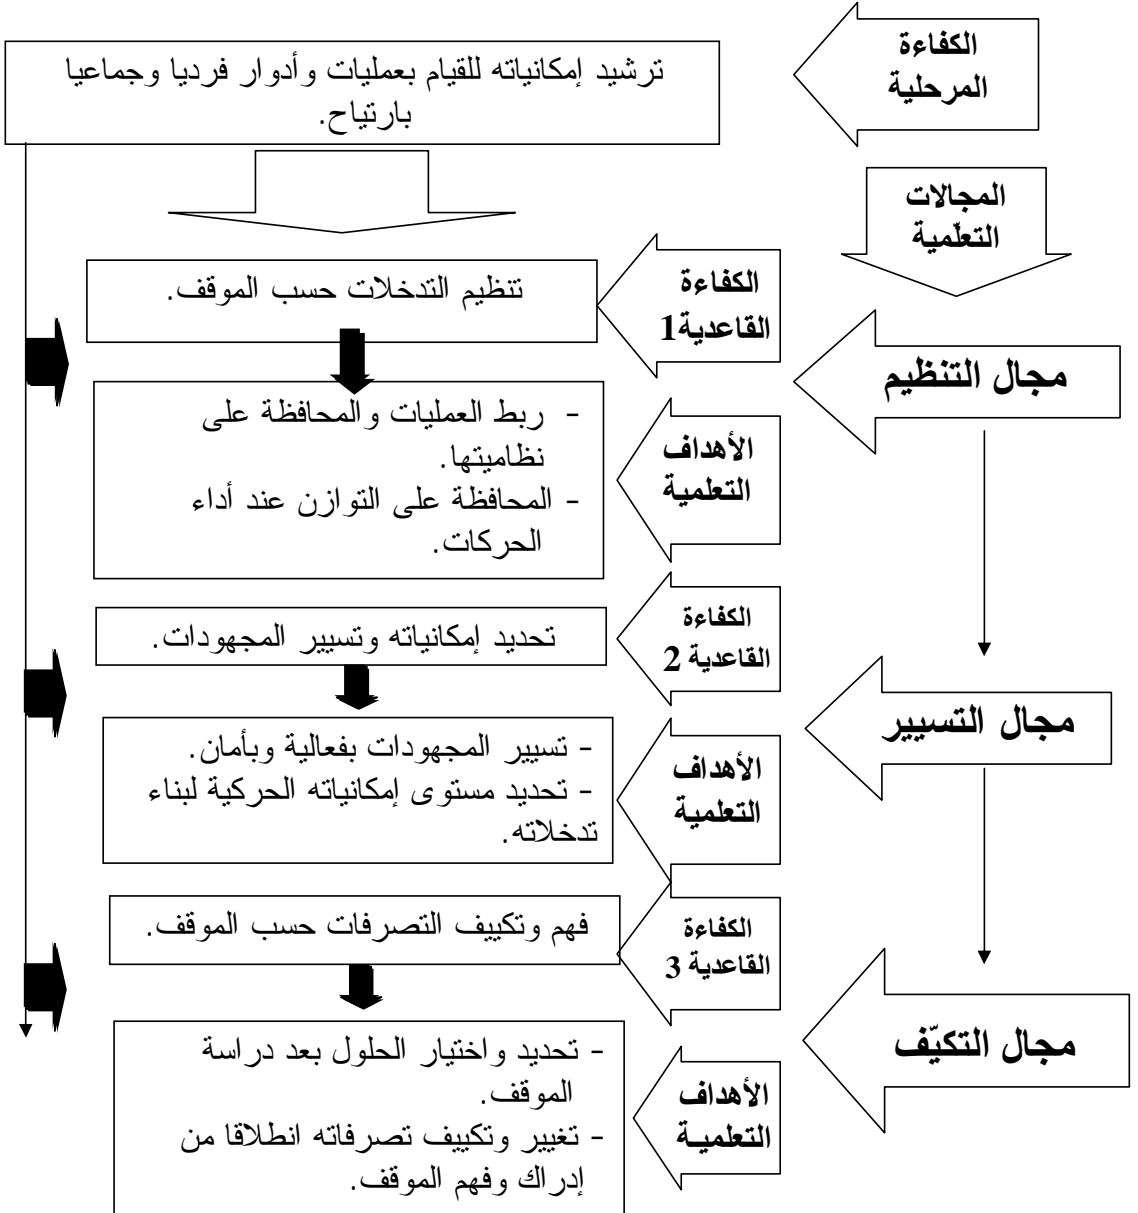 الكفاءة
المرحلية
ترشيد إمكانياته للقيام بعمليات وأدوار فرديا وجماعيا
بارتياح.
المجالات
التعلّمية
مجال التنظيم
الكفاءة
القاعدية1
تنظيم التدخلات حسب الموقف.
الأهداف
التعلمية
- ربط العمليات والمحافظة على
نظاميتها.
- المحافظة على التوازن عند أداء
الحركات.
مجال التسيير
الكفاءة
القاعدية 2
تحديد إمكانياته وتسيير المجهودات.
الأهداف
التعلمية
- تسيير المجهودات بفعالية وبأمان.
- تحديد مستوى إمكانياته الحركية لبناء
تدخلاته.
مجال التكيّف
الكفاءة
القاعدية 3
فهم وتكييف التصرفات حسب الموقف.
الأهداف
التعلميـة
- تحديد واختيار الحلول بعد دراسة
الموقف.
- تغيير وتكييف تصرفاته انطلاقا من
إدراك وفهم الموقف.